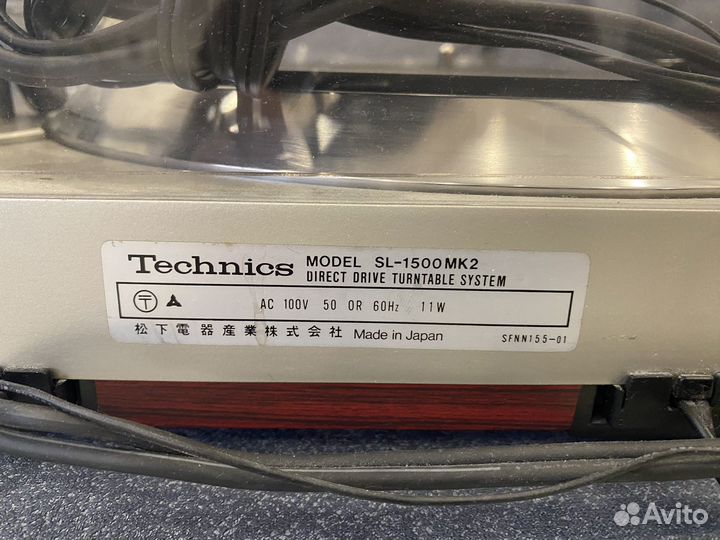 Technics MODEL SL-1500MK2
DIRECT DRIVE TURNTABLE SYSTEM
〒 AC 100V 50 OR 60Hz 11W
松下電器産業株式会社 Made in Japan SFNN155-01
Avito